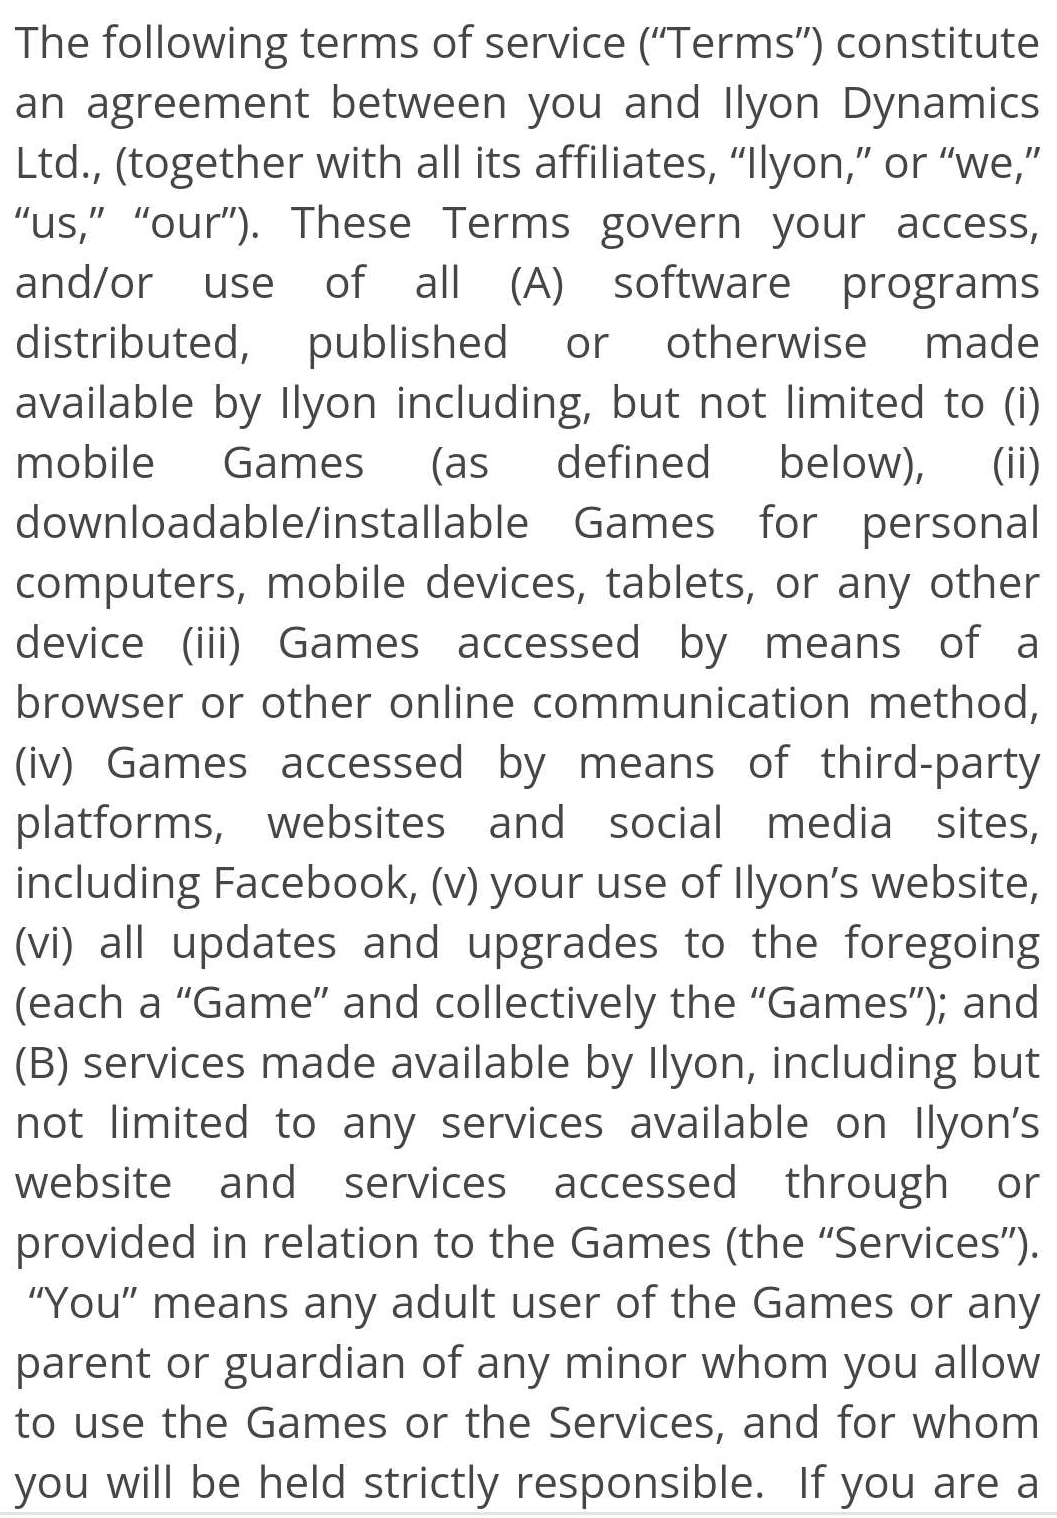 The following terms of service (“Terms”) constitute
an agreement between you and Ilyon Dynamics
Ltd., (together with all its affiliates, “Ilyon,” or “we,”
“us,” “our”). These Terms govern your access,
and/or use of all (A) software programs
distributed, published or otherwise made
available by Ilyon including, but not limited to (i)
mobile Games (as defined below), (ii)
downloadable/installable Games for personal
computers, mobile devices, tablets, or any other
device (iii) Games accessed by means of a
browser or other online communication method,
(iv) Games accessed by means of third-party
platforms, websites and social media sites,
including Facebook, (v) your use of Ilyon’s website,
(vi) all updates and upgrades to the foregoing
(each a “Game” and collectively the “Games”); and
(B) services made available by Ilyon, including but
not limited to any services available on Ilyon’s
website and services accessed through or
provided in relation to the Games (the “Services”).
“You” means any adult user of the Games or any
parent or guardian of any minor whom you allow
to use the Games or the Services, and for whom
you will be held strictly responsible.  If you are a